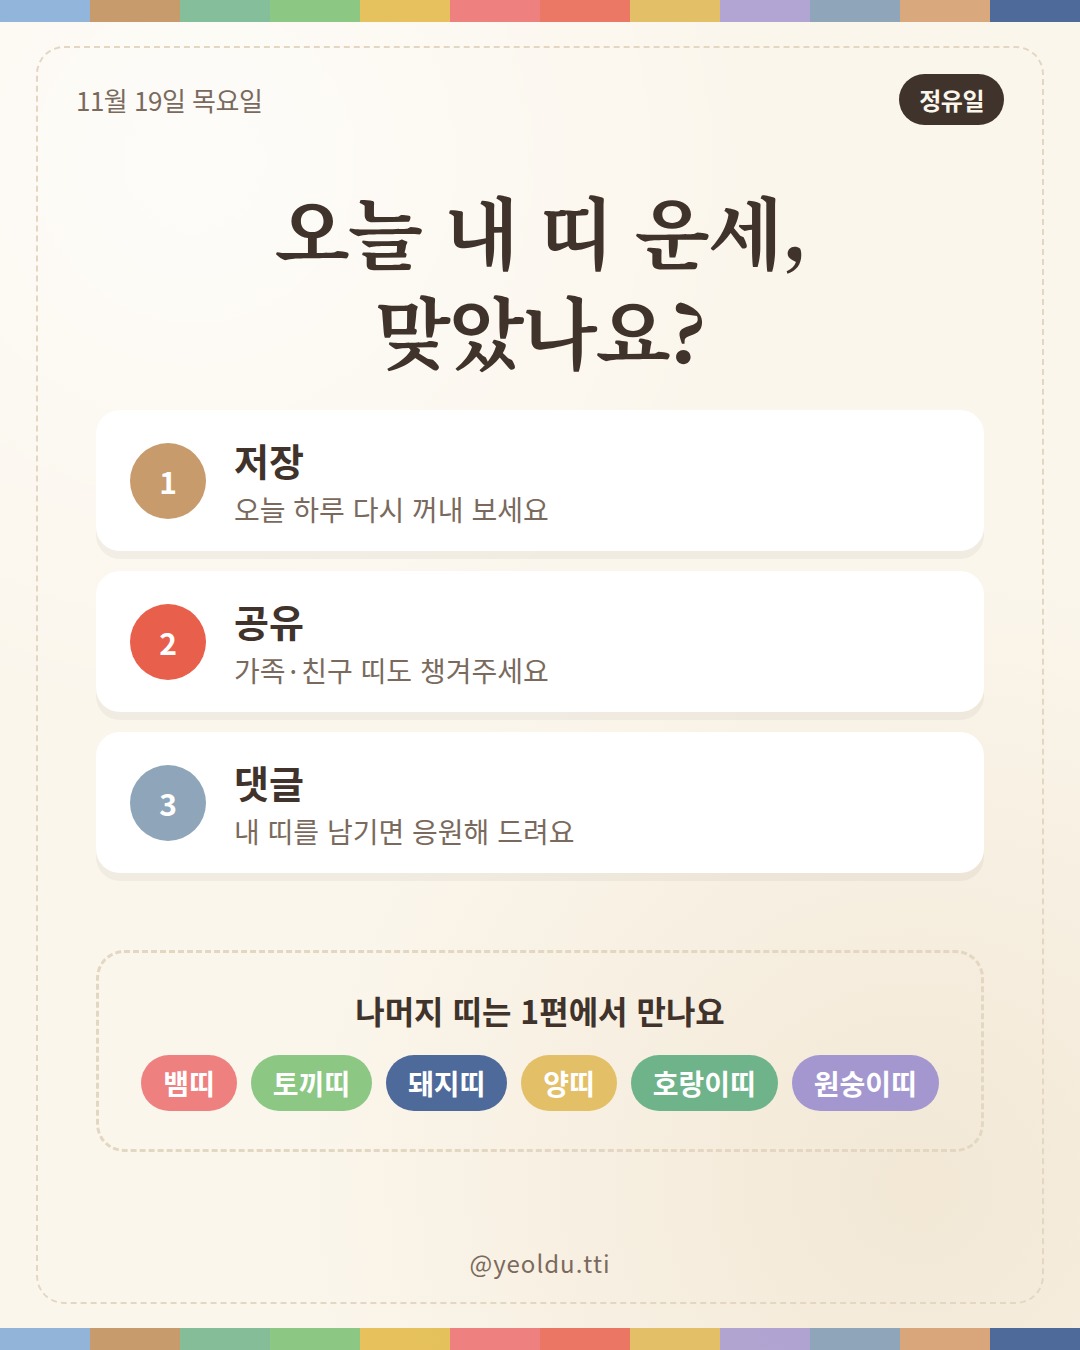 11월 19일 목요일
정유일
오늘 내 띠 운세,
맞았나요?
1
저장
오늘 하루 다시 꺼내 보세요
2
공유
가족·친구 띠도 챙겨주세요
3
댓글
내 띠를 남기면 응원해 드려요
나머지 띠는 1편에서 만나요
뱀띠 토끼띠 돼지띠 양띠 호랑이띠 원숭이띠
@yeoldu.tti